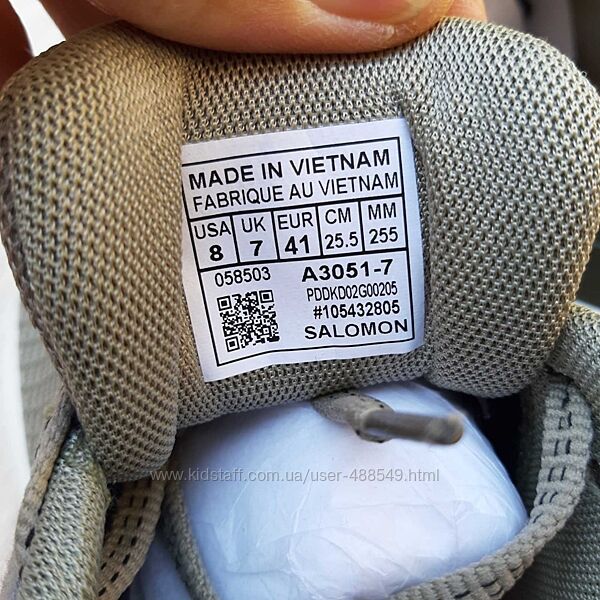 MADE IN VIETNAM
FABRIQUE AU VIETNAM
USA UK EUR CM MM
8 7 41 25.5 255
058503 A3051-7
PDDKD02G00205
#105432805
SALOMON
www.kidstaff.com.ua/user-488549.html